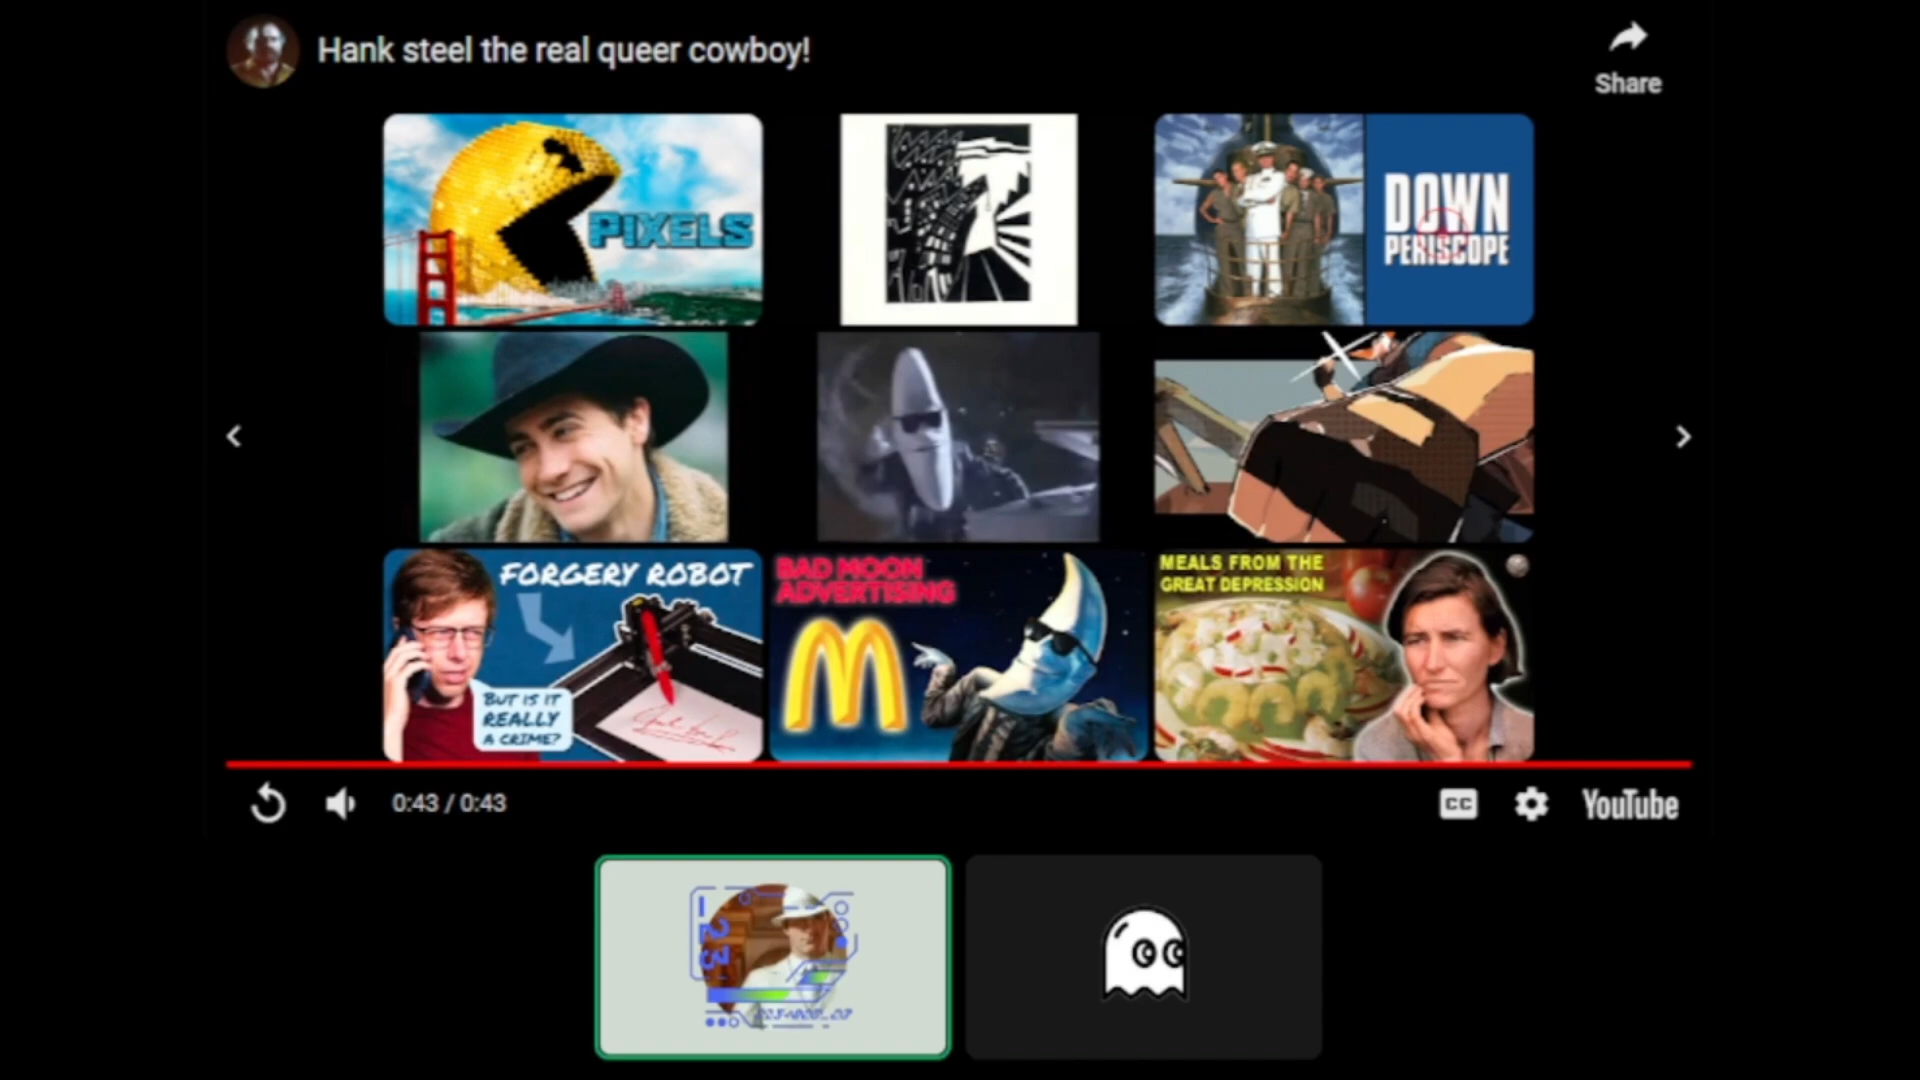 Hank steel the real queer cowboy!
Share
PIXELS
DOWN
PERISCOPE
FORGERY ROBOT
BUT IS IT
REALLY
A CRIME?
BAD MOON
ADVERTISING
M
MEALS FROM THE
GREAT DEPRESSION
0:43 / 0:43
CC
YouTube
123